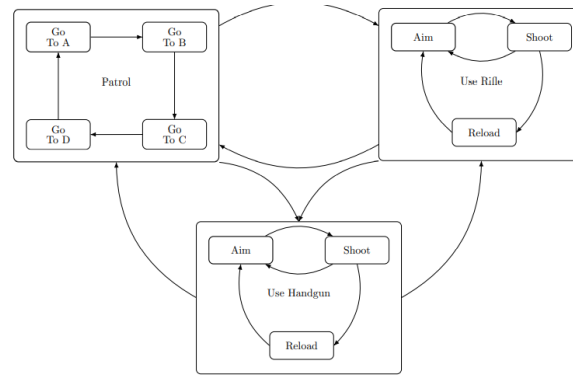 Go
To A
Go
To B
Patrol
Go
To D
Go
To C
Aim
Shoot
Use Rifle
Reload
Aim
Shoot
Use Handgun
Reload